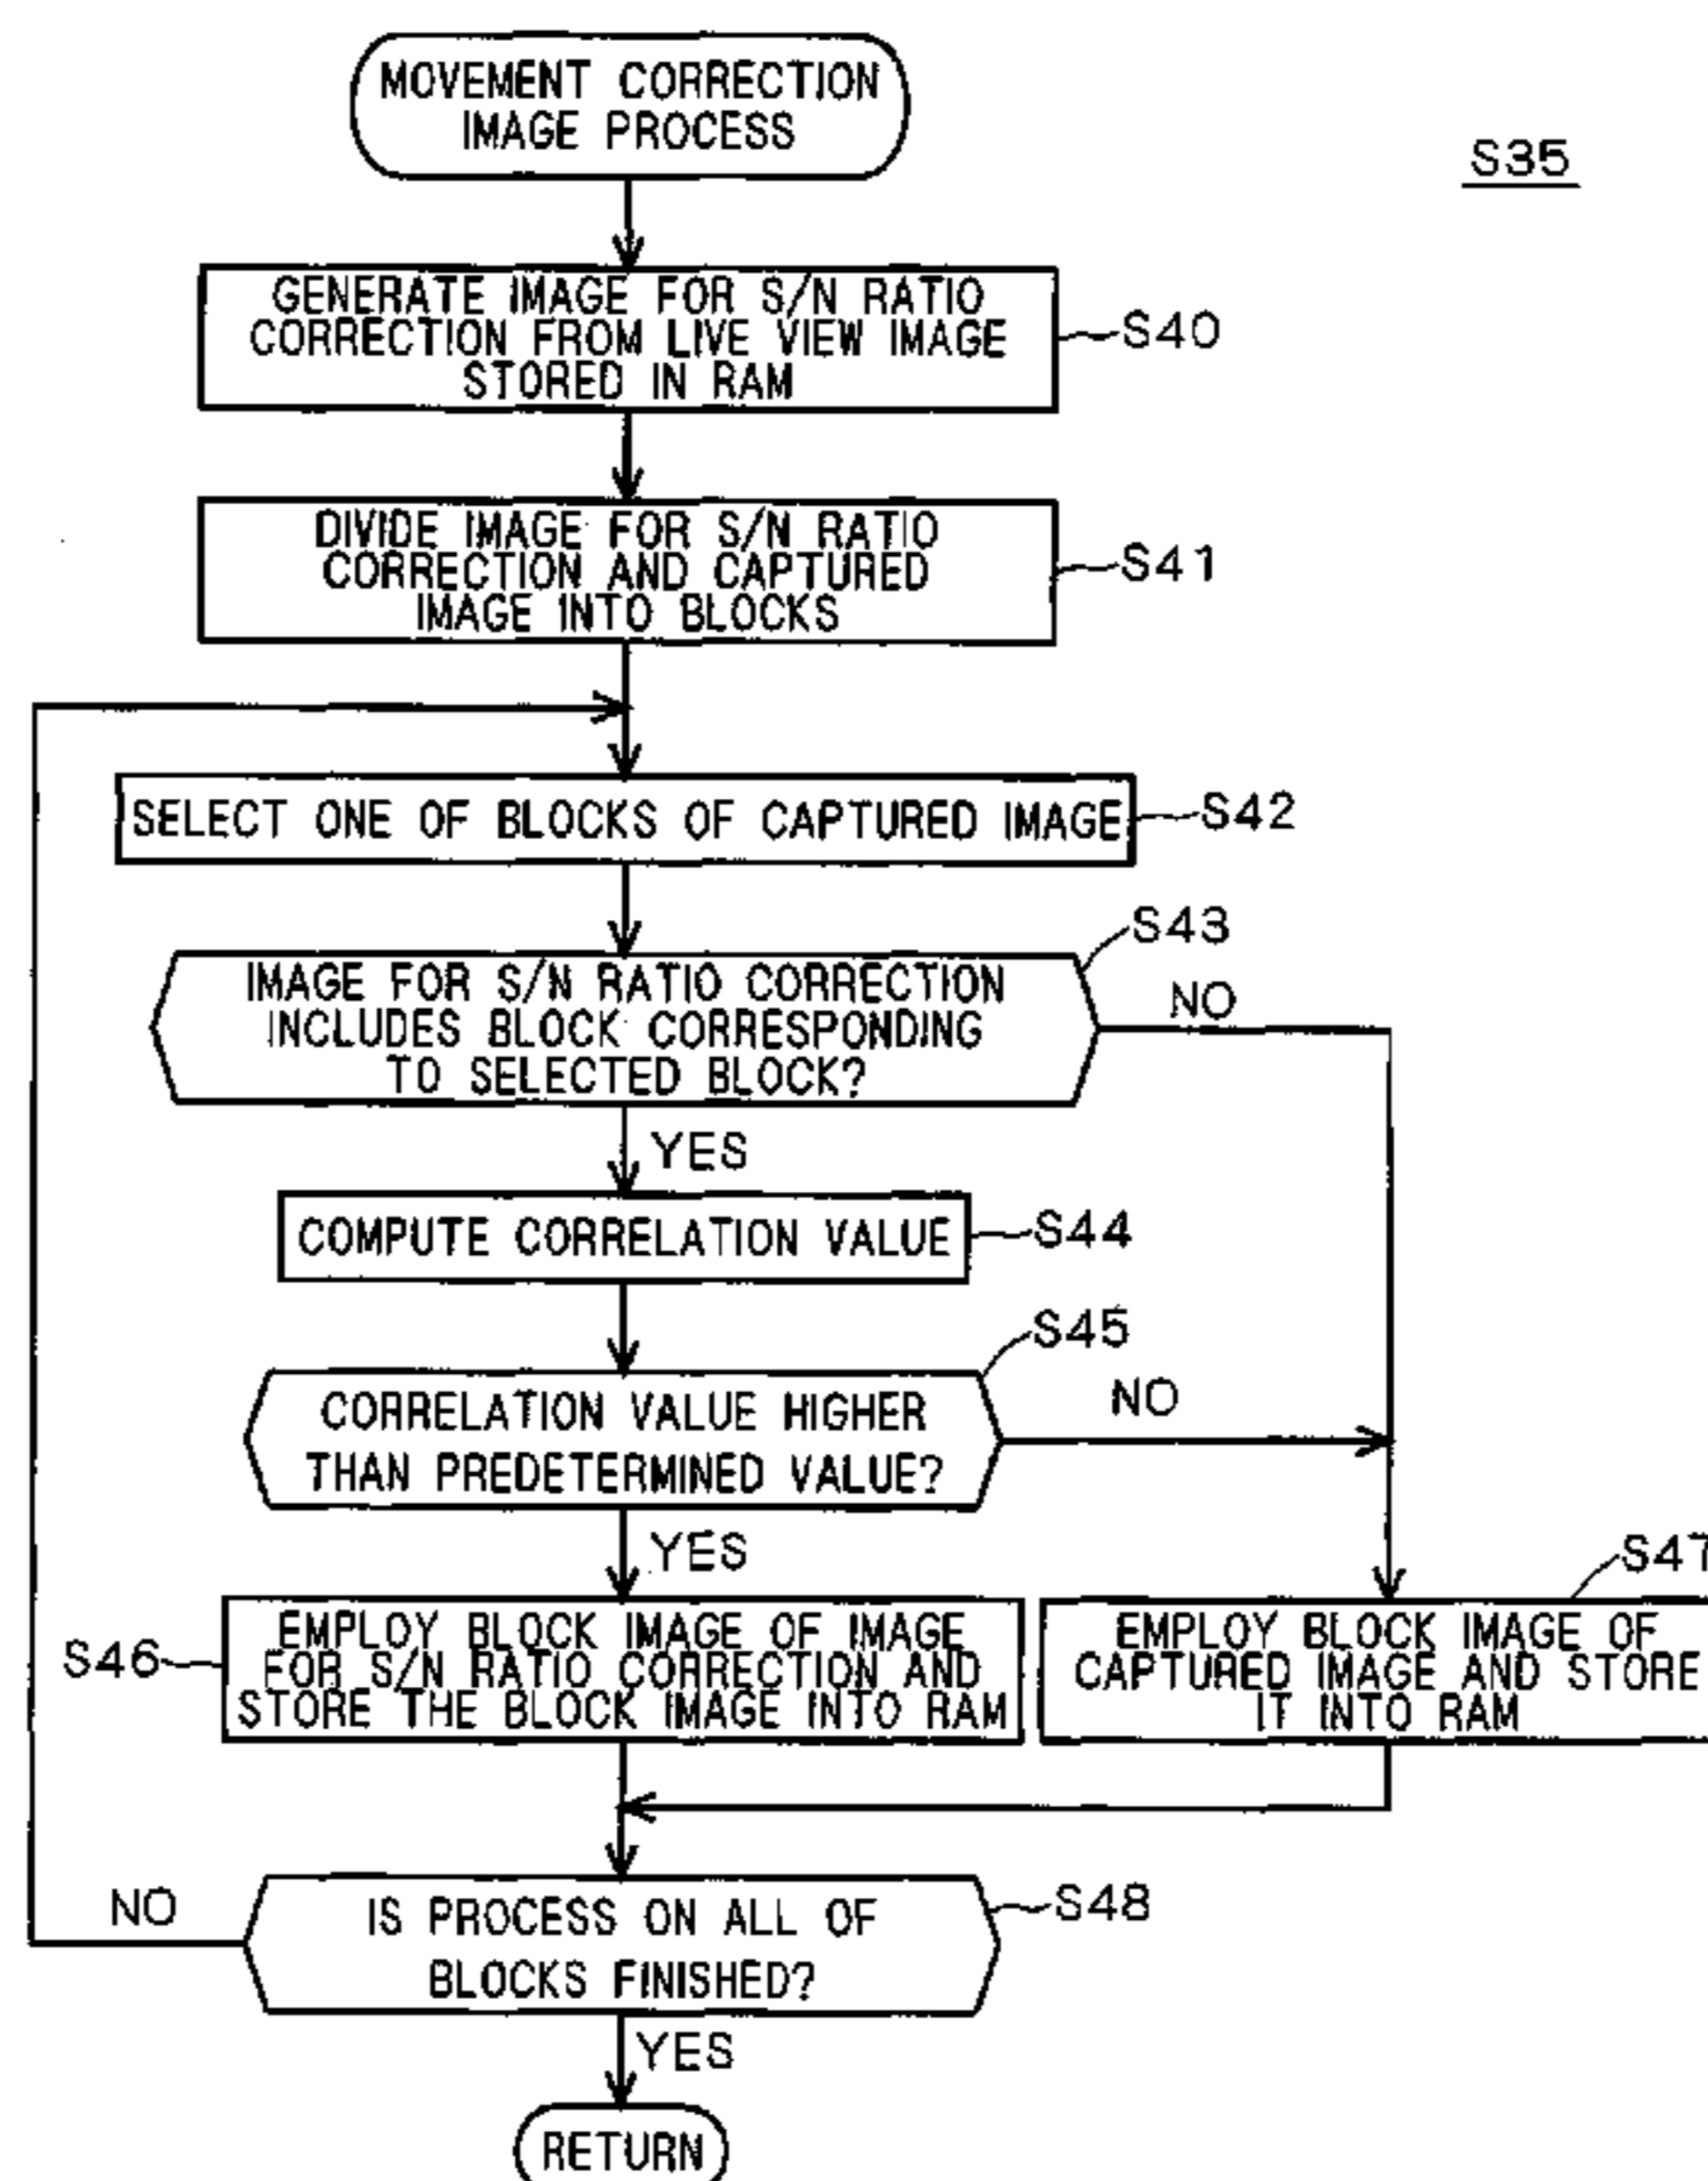 MOVEMENT CORRECTION
IMAGE PROCESS
S35
GENERATE IMAGE FOR S/N RATIO
CORRECTION FROM LIVE VIEW IMAGE
STORED IN RAM
S40
DIVIDE IMAGE FOR S/N RATIO
CORRECTION AND CAPTURED
IMAGE INTO BLOCKS
S41
SELECT ONE OF BLOCKS OF CAPTURED IMAGE
S42
S43
IMAGE FOR S/N RATIO CORRECTION
INCLUDES BLOCK CORRESPONDING
TO SELECTED BLOCK?
NO
YES
COMPUTE CORRELATION VALUE
S44
S45
CORRELATION VALUE HIGHER
THAN PREDETERMINED VALUE?
NO
YES
S47
S46
EMPLOY BLOCK IMAGE OF IMAGE
FOR S/N RATIO CORRECTION AND
STORE THE BLOCK IMAGE INTO RAM
EMPLOY BLOCK IMAGE OF
CAPTURED IMAGE AND STORE
IT INTO RAM
NO
IS PROCESS ON ALL OF
BLOCKS FINISHED?
S48
YES
RETURN